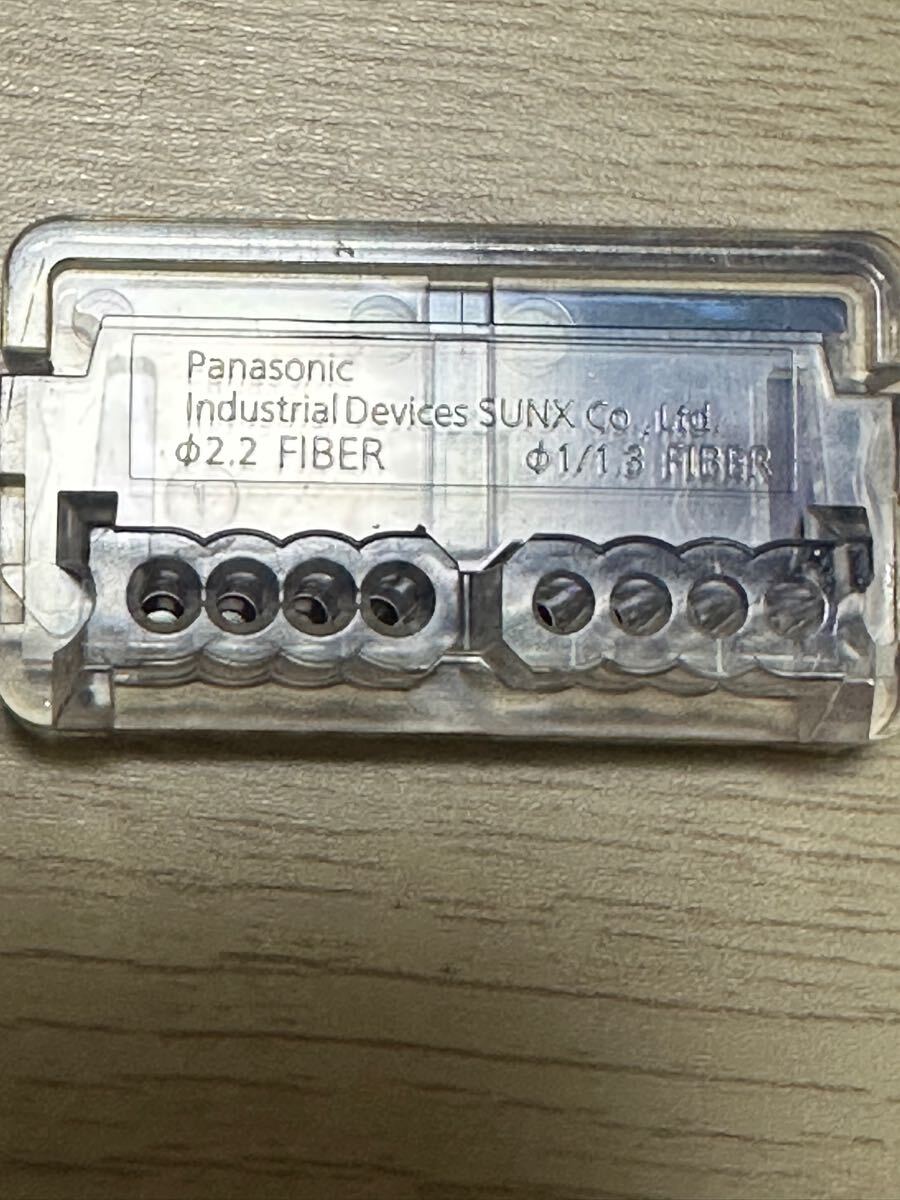 Panasonic
Industrial Devices SUNX Co.,Ltd.
ϕ2.2 FIBER ϕ1/1.3 FIBER